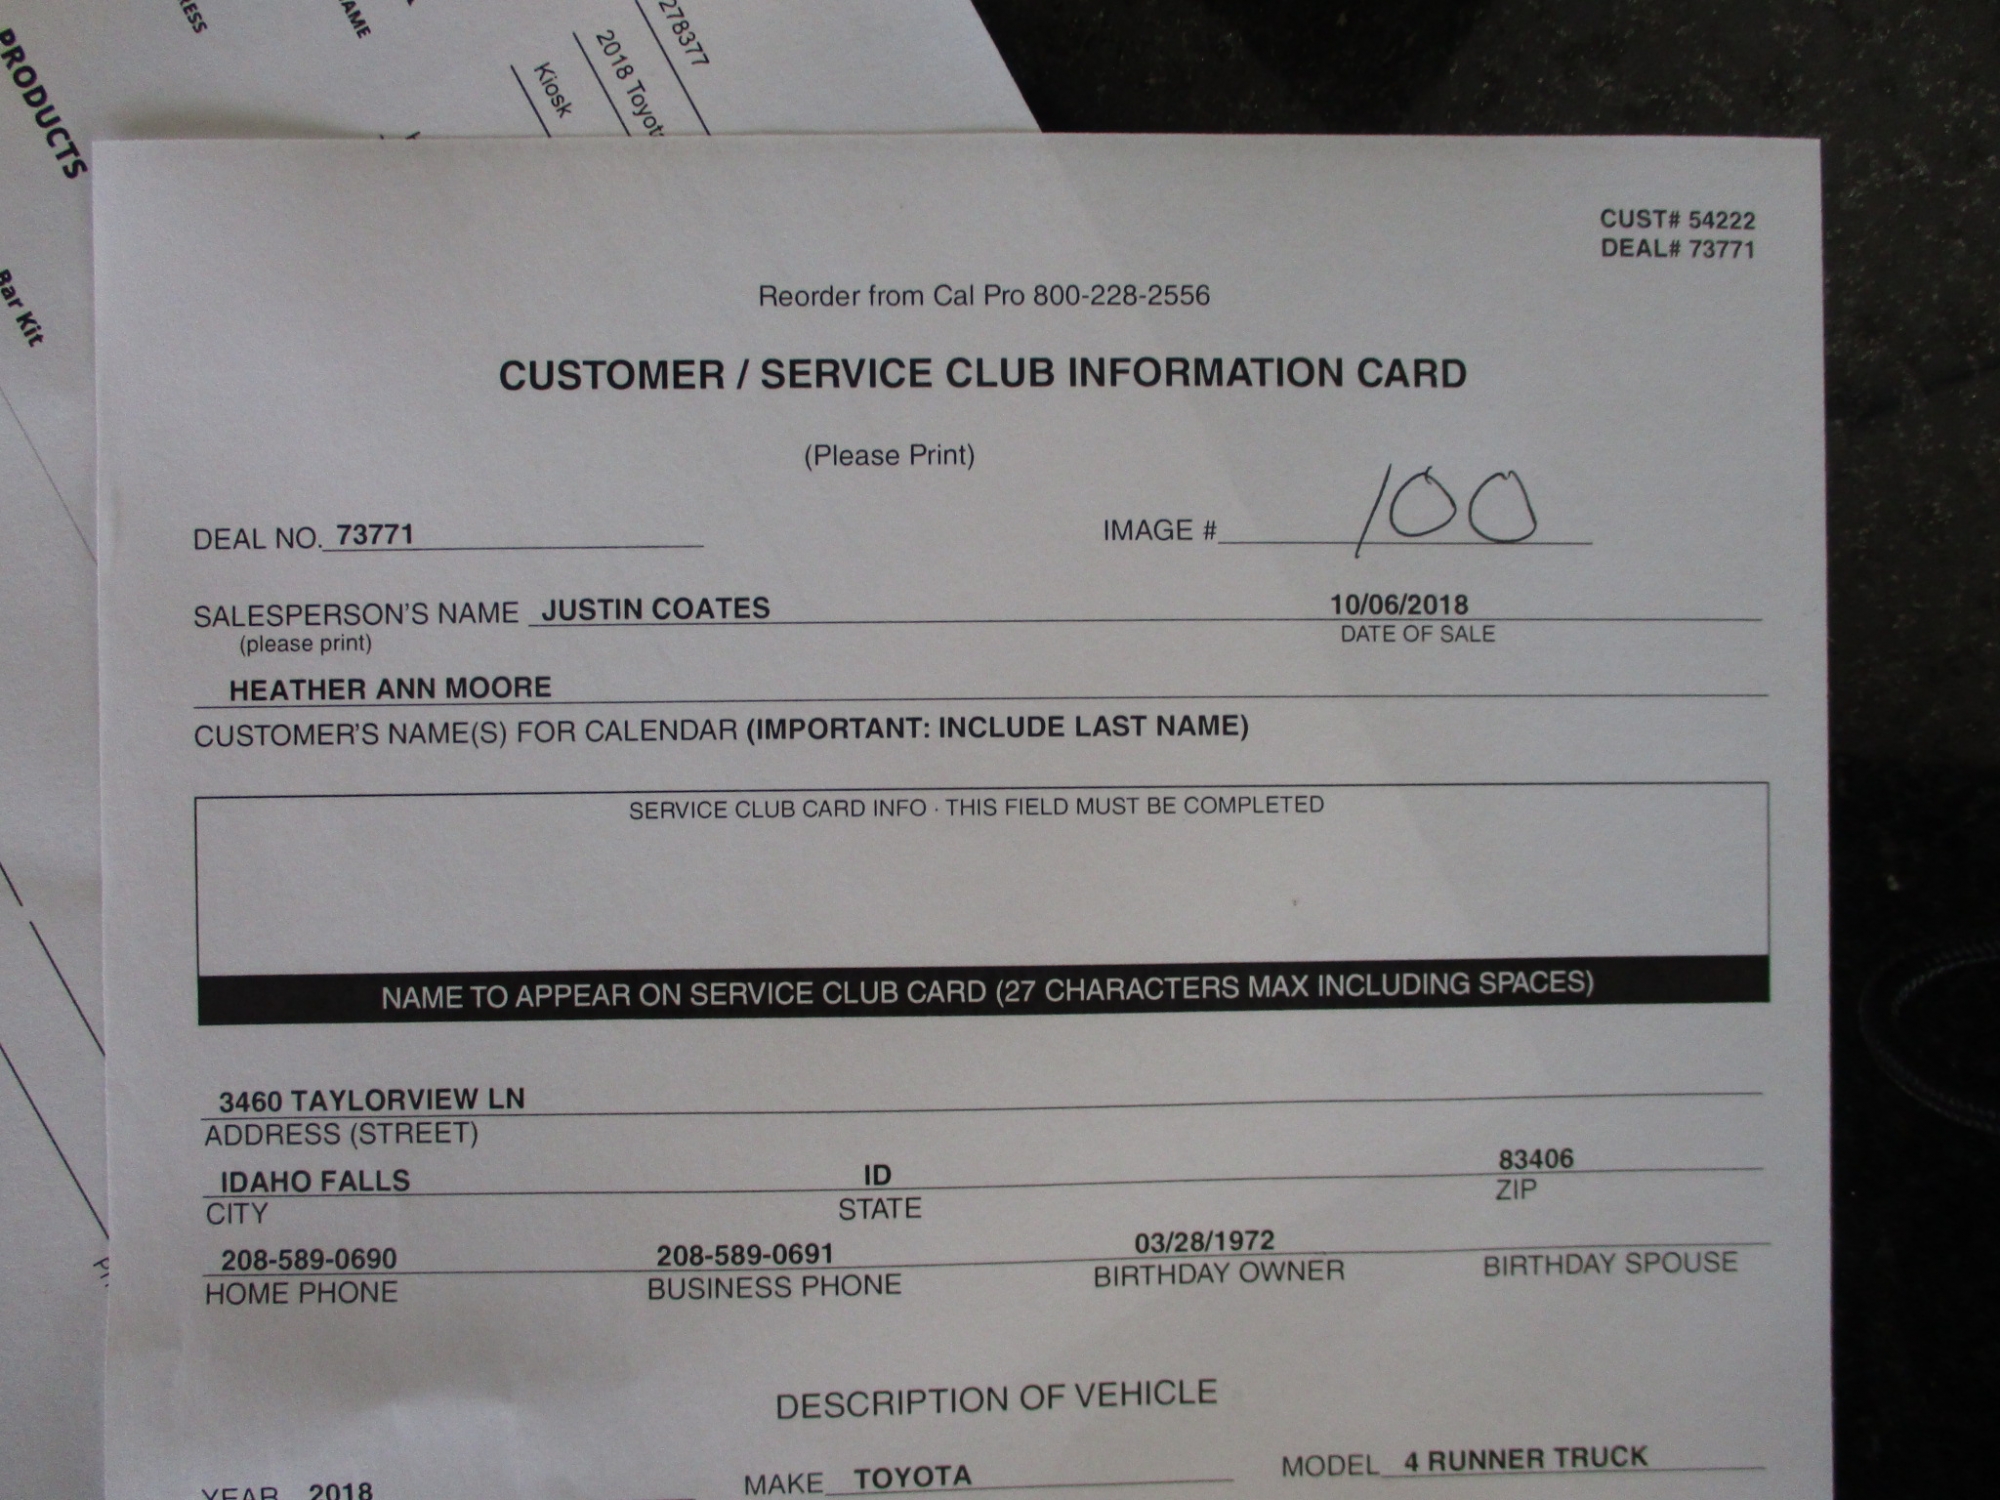 PRODUCTS
Bar Kit
Kiosk
278377
CUST# 54222
DEAL# 73771
Reorder from Cal Pro 800-228-2556
CUSTOMER / SERVICE CLUB INFORMATION CARD
(Please Print)
DEAL NO. 73771 IMAGE # 100
SALESPERSON'S NAME JUSTIN COATES 10/06/2018
(please print) DATE OF SALE
HEATHER ANN MOORE
CUSTOMER'S NAME(S) FOR CALENDAR (IMPORTANT: INCLUDE LAST NAME)
SERVICE CLUB CARD INFO · THIS FIELD MUST BE COMPLETED
NAME TO APPEAR ON SERVICE CLUB CARD (27 CHARACTERS MAX INCLUDING SPACES)
3460 TAYLORVIEW LN
ADDRESS (STREET)
IDAHO FALLS ID 83406
CITY STATE ZIP
208-589-0690 208-589-0691 03/28/1972
HOME PHONE BUSINESS PHONE BIRTHDAY OWNER BIRTHDAY SPOUSE
DESCRIPTION OF VEHICLE
YEAR 2018 MAKE TOYOTA MODEL 4 RUNNER TRUCK